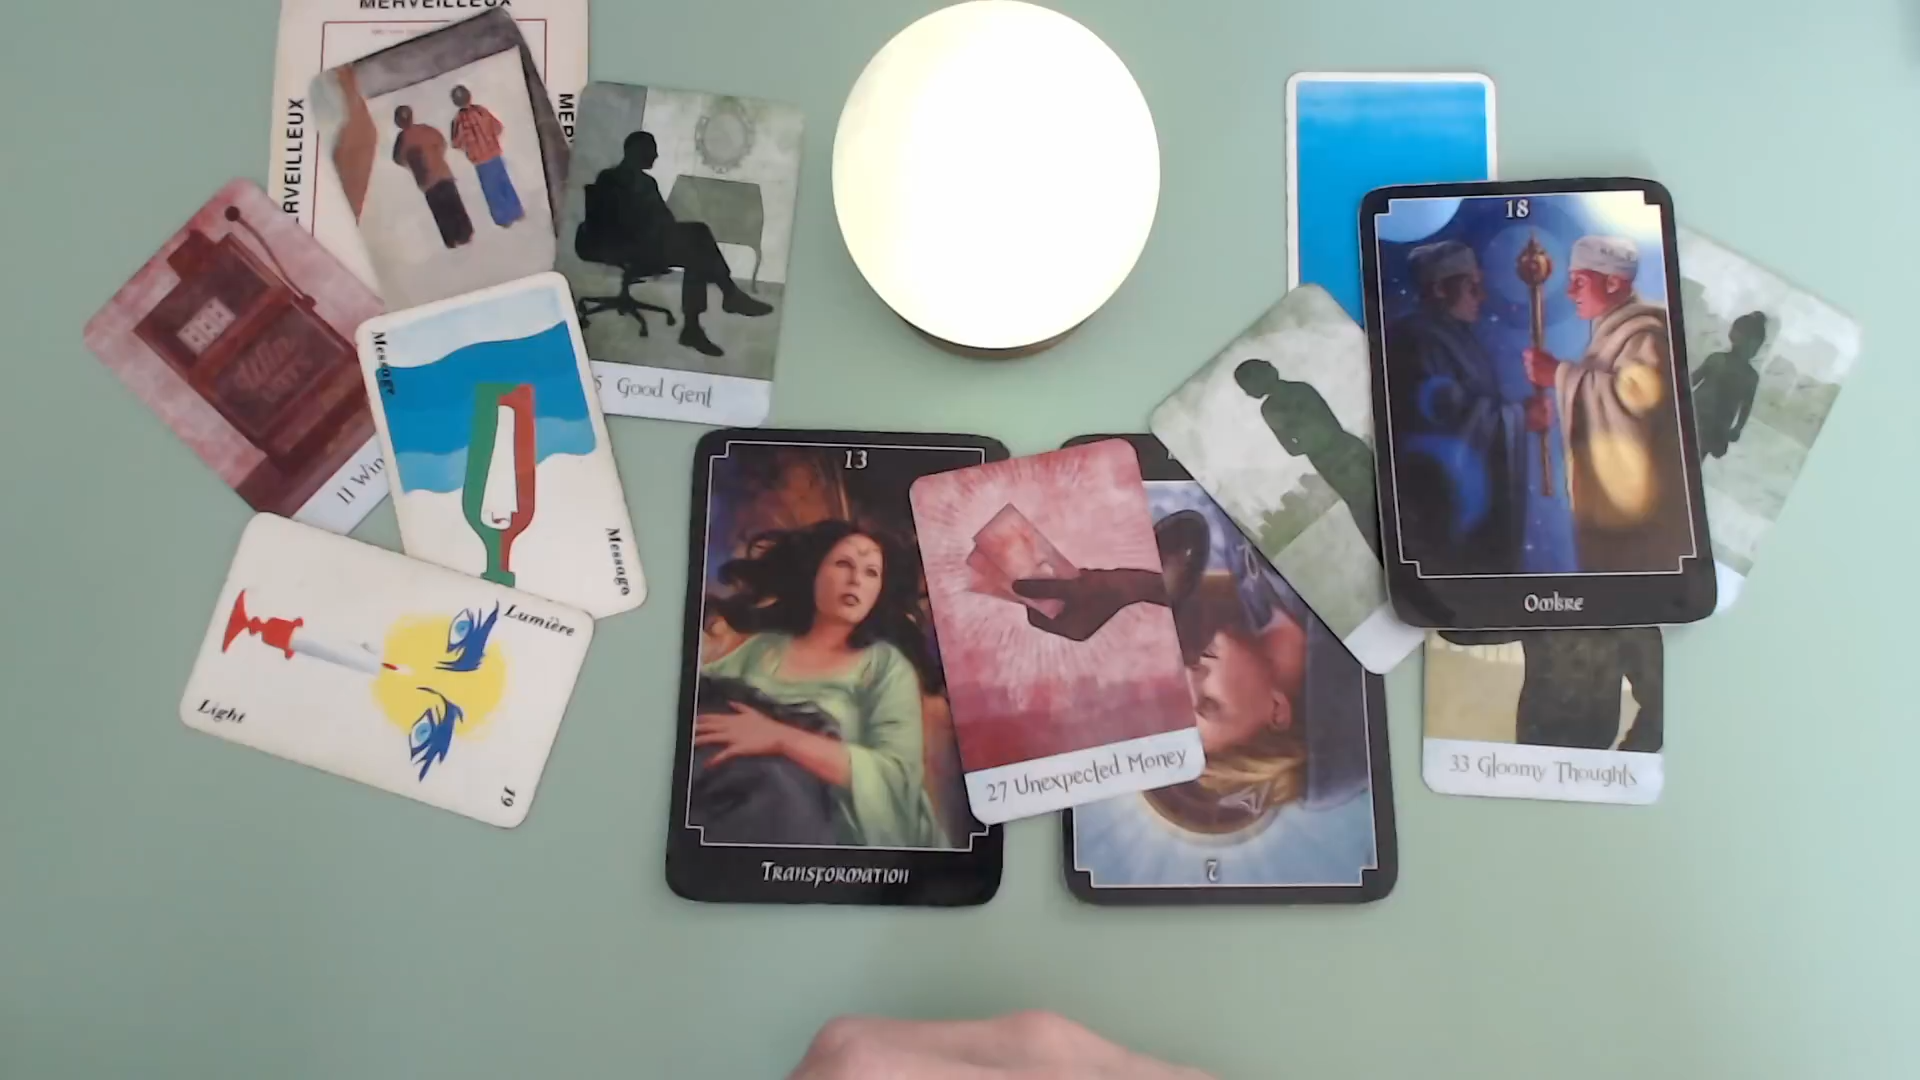 MERVEILLEUX
MERVEILLEUX
Message
Message
5 Good Gent
11 Win
Lumière
Light
19
13
Transformation
27 Unexpected Money
2
18
Ombre
33 Gloomy Thoughts